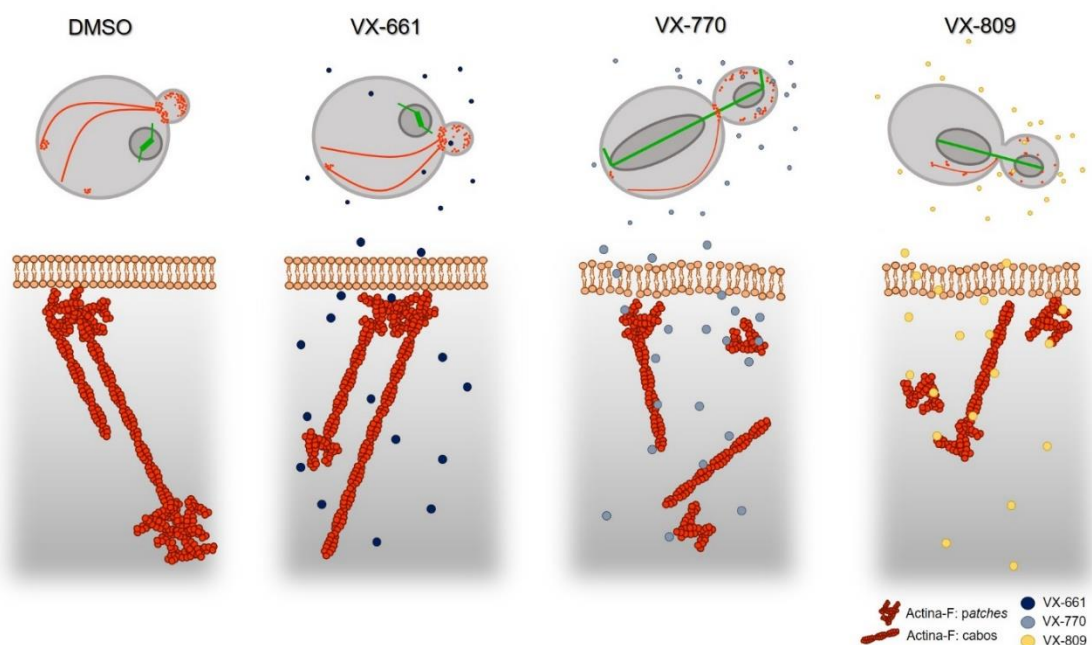 DMSO
VX-661
VX-770
VX-809
Actina-F: patches
Actina-F: cabos
VX-661
VX-770
VX-809